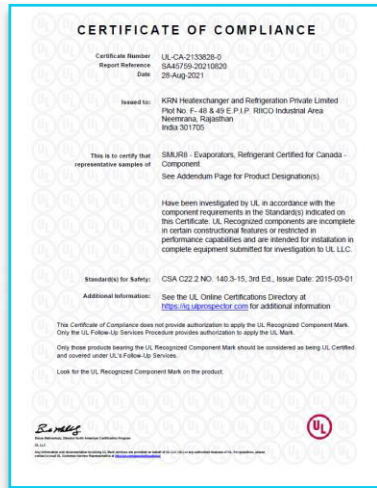 CERTIFICATE OF COMPLIANCE
Certificate Number UL-CA-2133828-0
Report Reference SA45759-20210820
Date 28-Aug-2021
Issued to: KRN Heatexchanger and Refrigeration Private Limited
Plot No. F- 48 & 49 E.P.I.P. RIICO Industrial Area
Neemrana, Rajasthan
India 301705
This is to certify that SMUR8 - Evaporators, Refrigerant Certified for Canada -
representative samples of Component
See Addendum Page for Product Designation(s).
Have been investigated by UL in accordance with the
component requirements in the Standard(s) indicated on
this Certificate. UL Recognized components are incomplete
in certain constructional features or restricted in
performance capabilities and are intended for installation in
complete equipment submitted for investigation to UL LLC.
Standard(s) for Safety: CSA C22.2 NO. 140.3-15, 3rd Ed., Issue Date: 2015-03-01
Additional Information: See the UL Online Certifications Directory at
https://iq.ulprospector.com for additional information
This Certificate of Compliance does not provide authorization to apply the UL Recognized Component Mark.
Only the UL Follow-Up Services Procedure provides authorization to apply the UL Mark.
Only those products bearing the UL Recognized Component Mark should be considered as being UL Certified
and covered under UL's Follow-Up Services.
Look for the UL Recognized Component Mark on the product.
UL